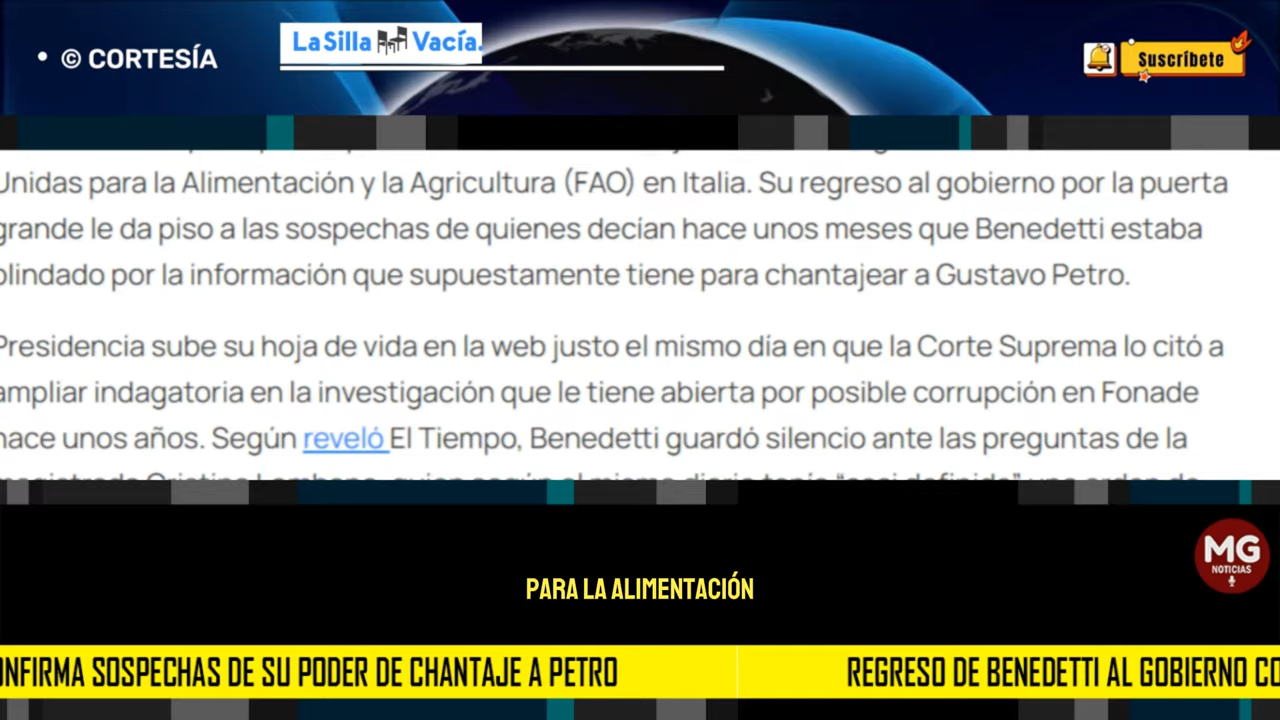 • © CORTESÍA
La Silla Vacía.
Suscríbete
Unidas para la Alimentación y la Agricultura (FAO) en Italia. Su regreso al gobierno por la puerta
grande le da piso a las sospechas de quienes decían hace unos meses que Benedetti estaba
blindado por la información que supuestamente tiene para chantajear a Gustavo Petro.
Presidencia sube su hoja de vida en la web justo el mismo día en que la Corte Suprema lo citó a
ampliar indagatoria en la investigación que le tiene abierta por posible corrupción en Fonade
hace unos años. Según reveló El Tiempo, Benedetti guardó silencio ante las preguntas de la
MG
NOTICIAS
PARA LA ALIMENTACIÓN
ONFIRMA SOSPECHAS DE SU PODER DE CHANTAJE A PETRO
REGRESO DE BENEDETTI AL GOBIERNO CO